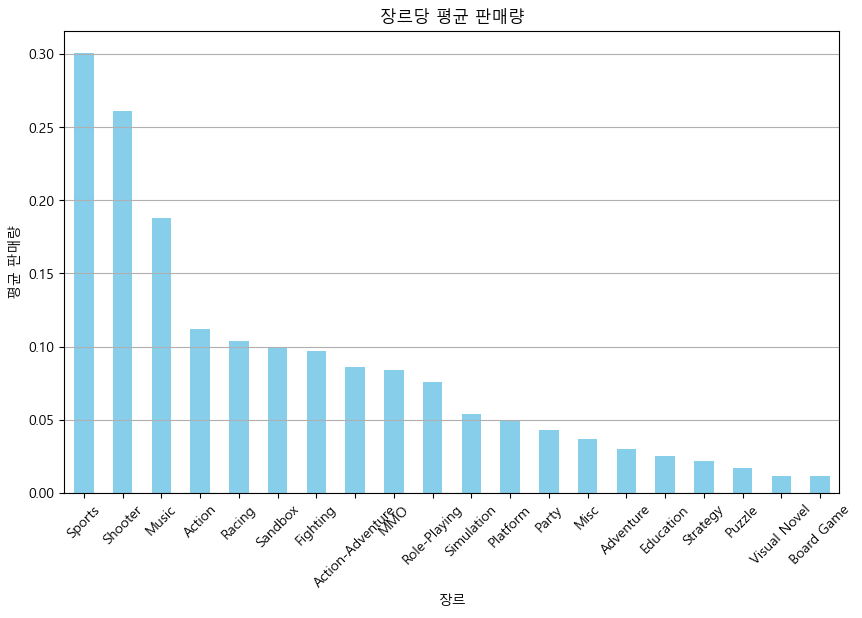 장르당 평균 판매량
평균 판매량
0.30
0.25
0.20
0.15
0.10
0.05
0.00
Sports
Shooter
Music
Action
Racing
Sandbox
Fighting
Action-Adventure
MMO
Role-Playing
Simulation
Platform
Party
Misc
Adventure
Education
Strategy
Puzzle
Visual Novel
Board Game
장르